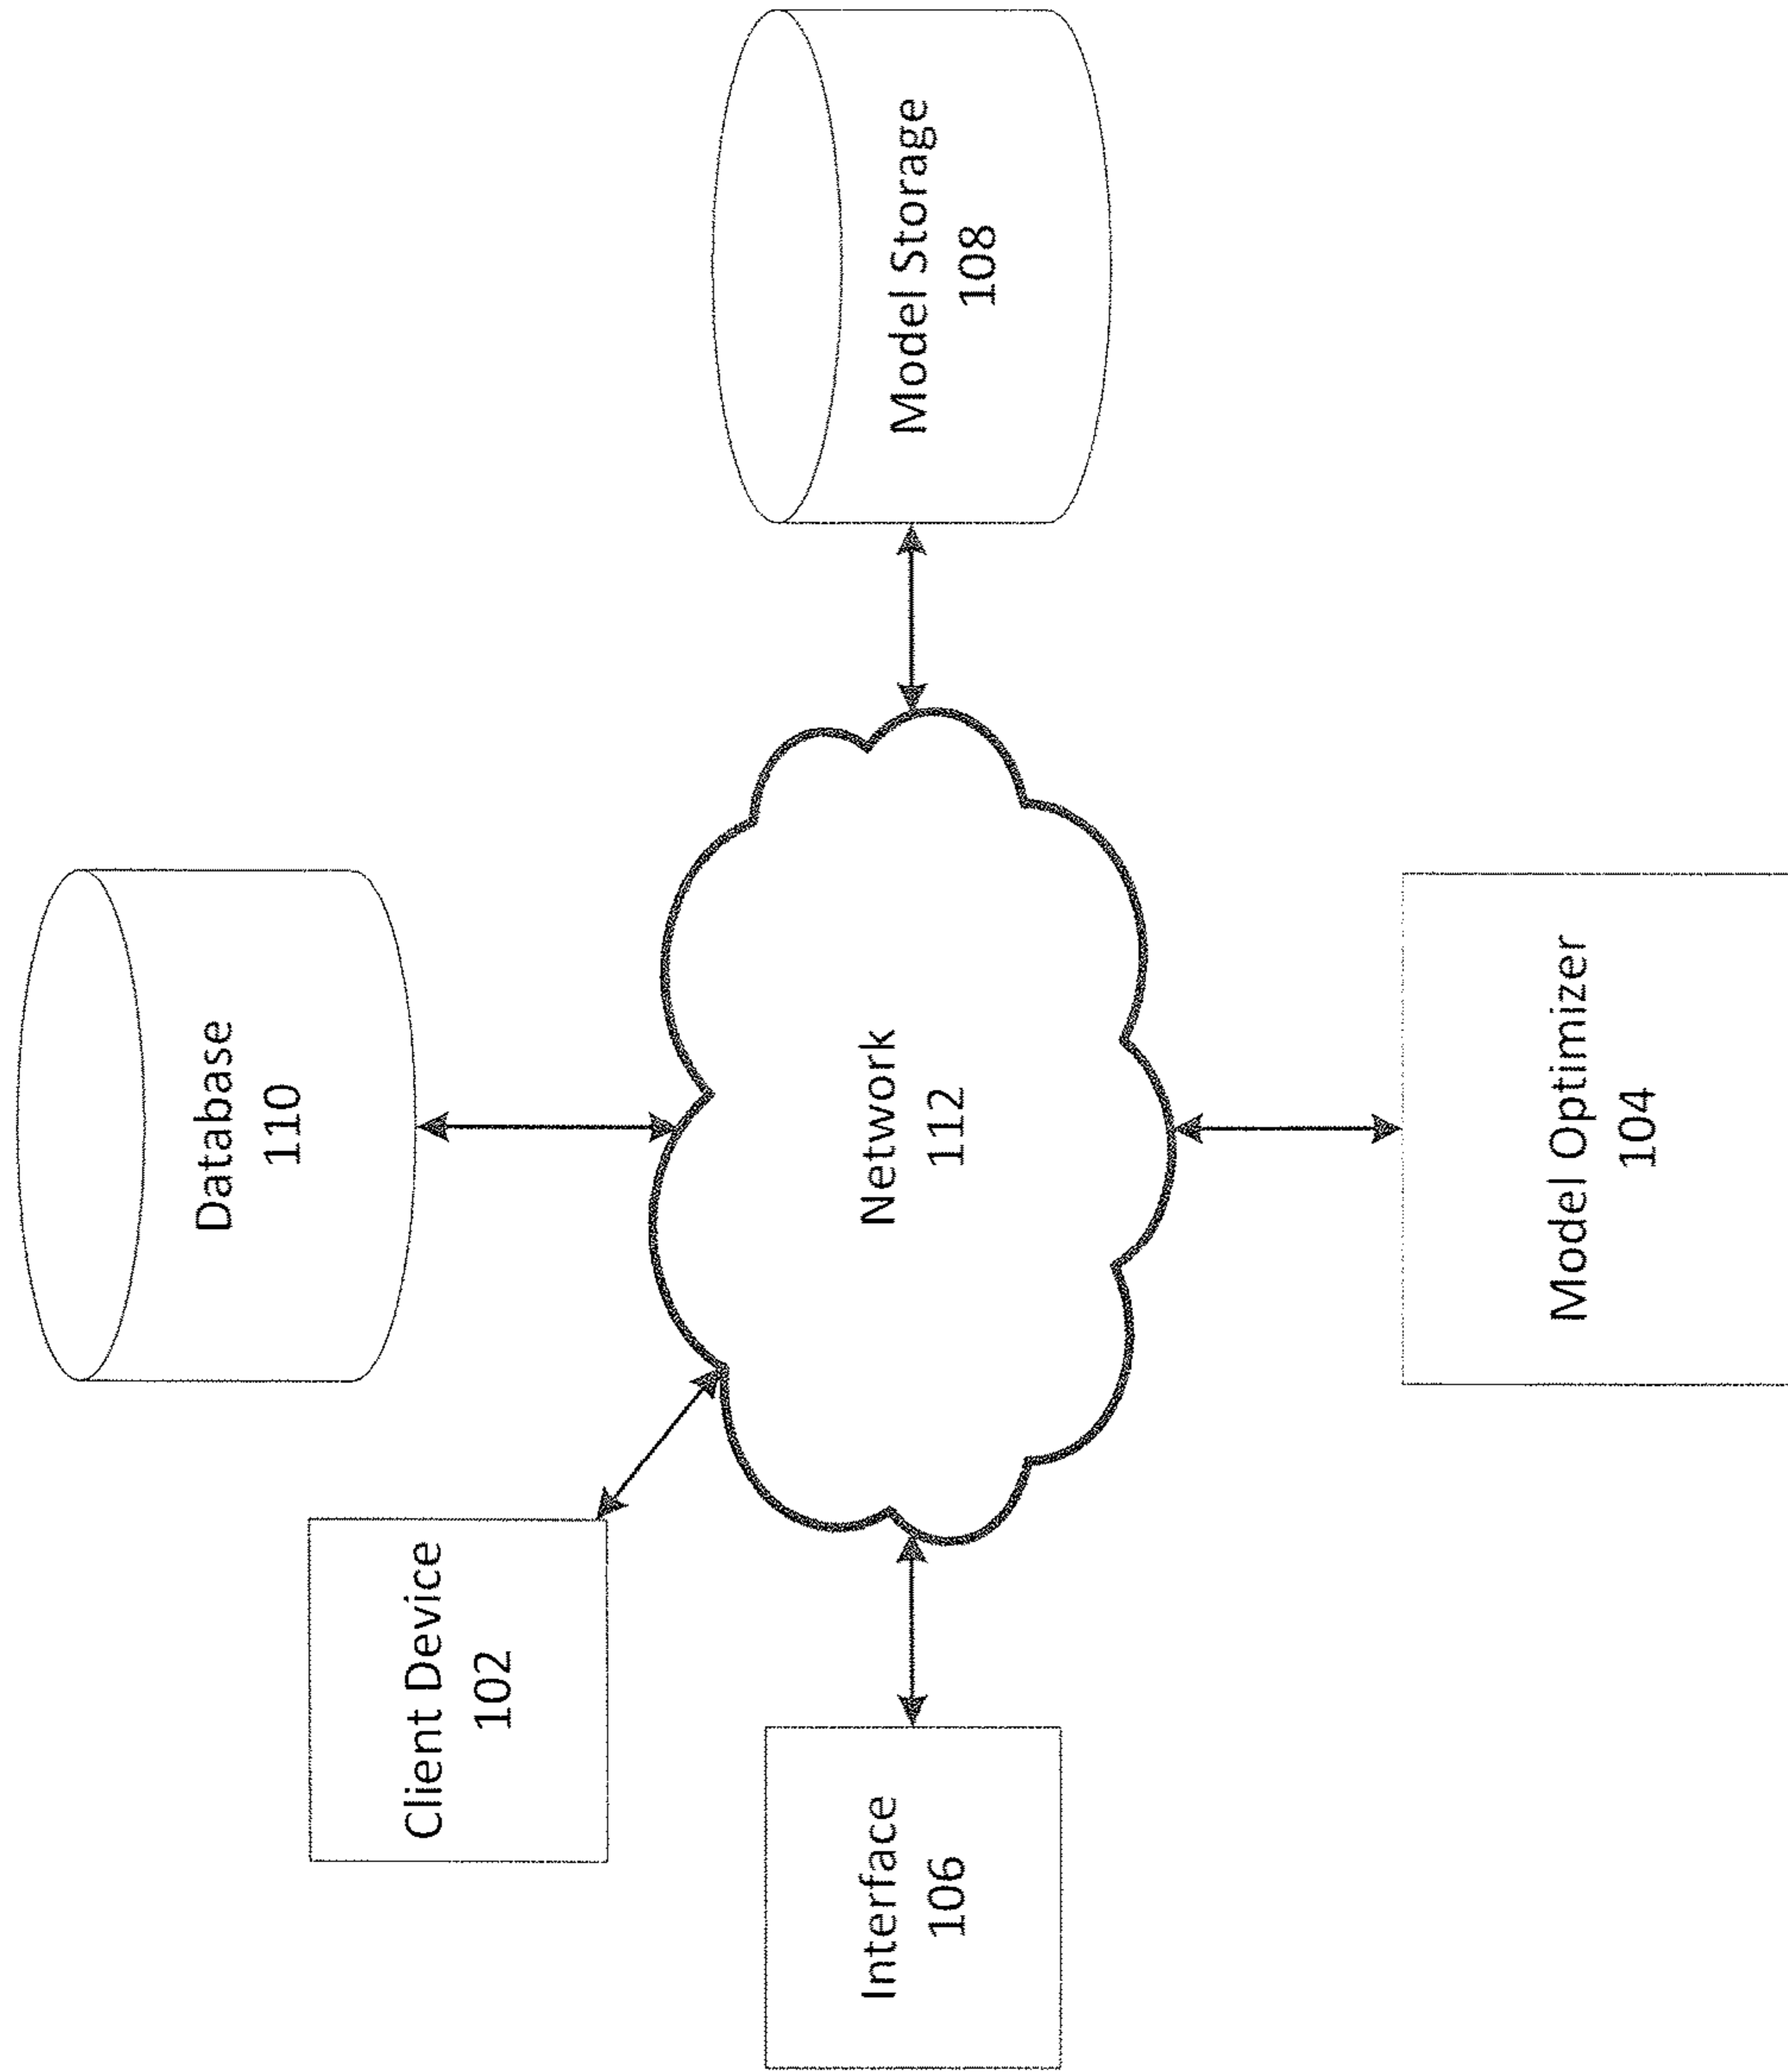 Database
110
Client Device
102
Network
112
Model Storage
108
Interface
106
Model Optimizer
104